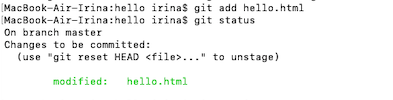 MacBook-Air-Irina:hello irina$ git add hello.html
MacBook-Air-Irina:hello irina$ git status
On branch master
Changes to be committed:
(use "git reset HEAD <file>..." to unstage)
modified: hello.html